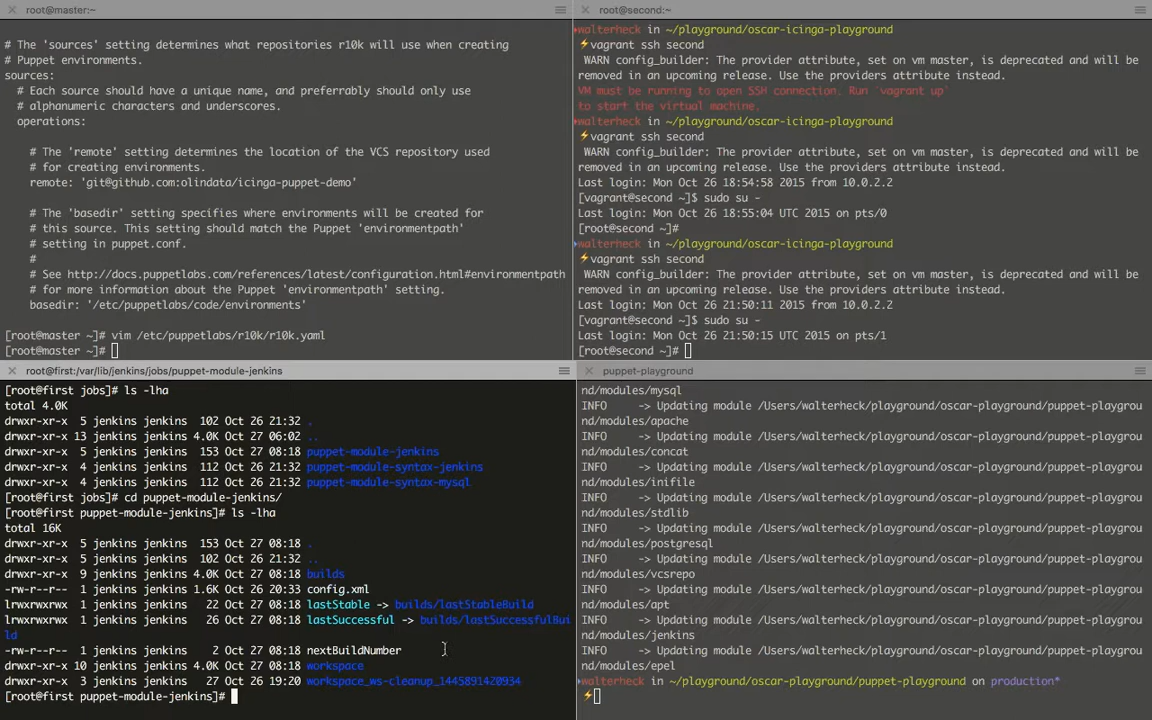 root@master:~
# The 'sources' setting determines what repositories r10k will use when creating
# Puppet environments.
sources:
# Each source should have a unique name, and preferrably should only use
# alphanumeric characters and underscores.
operations:
# The 'remote' setting determines the location of the VCS repository used
# for creating environments.
remote: 'git@github.com:olindata/icinga-puppet-demo'
# The 'basedir' setting specifies where environments will be created for
# this source. This setting should match the Puppet 'environmentpath'
# setting in puppet.conf.
#
# See http://docs.puppetlabs.com/references/latest/configuration.html#environmentpath
# for more information about the Puppet 'environmentpath' setting.
basedir: '/etc/puppetlabs/code/environments'
[root@master ~]# vim /etc/puppetlabs/r10k/r10k.yaml
[root@master ~]#
root@second:~
walterheck in ~/playground/oscar-icinga-playground
⚡vagrant ssh second
WARN config_builder: The provider attribute, set on vm master, is deprecated and will be
removed in an upcoming release. Use the providers attribute instead.
VM must be running to open SSH connection. Run `vagrant up`
to start the virtual machine.
walterheck in ~/playground/oscar-icinga-playground
⚡vagrant ssh second
WARN config_builder: The provider attribute, set on vm master, is deprecated and will be
removed in an upcoming release. Use the providers attribute instead.
Last login: Mon Oct 26 18:54:58 2015 from 10.0.2.2
[vagrant@second ~]$ sudo su -
Last login: Mon Oct 26 18:55:04 UTC 2015 on pts/0
[root@second ~]#
walterheck in ~/playground/oscar-icinga-playground
⚡vagrant ssh second
WARN config_builder: The provider attribute, set on vm master, is deprecated and will be
removed in an upcoming release. Use the providers attribute instead.
Last login: Mon Oct 26 21:50:11 2015 from 10.0.2.2
[vagrant@second ~]$ sudo su -
Last login: Mon Oct 26 21:50:15 UTC 2015 on pts/1
[root@second ~]#
root@first:/var/lib/jenkins/jobs/puppet-module-jenkins
[root@first jobs]# ls -lha
total 4.0K
drwxr-xr-x 5 jenkins jenkins 102 Oct 26 21:32 .
drwxr-xr-x 13 jenkins jenkins 4.0K Oct 27 06:02 ..
drwxr-xr-x 5 jenkins jenkins 153 Oct 27 08:18 puppet-module-jenkins
drwxr-xr-x 4 jenkins jenkins 112 Oct 26 21:32 puppet-module-syntax-jenkins
drwxr-xr-x 4 jenkins jenkins 112 Oct 26 21:32 puppet-module-syntax-mysql
[root@first jobs]# cd puppet-module-jenkins/
[root@first puppet-module-jenkins]# ls -lha
total 16K
drwxr-xr-x 5 jenkins jenkins 153 Oct 27 08:18 .
drwxr-xr-x 5 jenkins jenkins 102 Oct 26 21:32 ..
drwxr-xr-x 9 jenkins jenkins 4.0K Oct 27 08:18 builds
-rw-r--r-- 1 jenkins jenkins 1.6K Oct 26 20:33 config.xml
lrwxrwxrwx 1 jenkins jenkins 22 Oct 27 08:18 lastStable -> builds/lastStableBuild
lrwxrwxrwx 1 jenkins jenkins 26 Oct 27 08:18 lastSuccessful -> builds/lastSuccessfulBui
ld
-rw-r--r-- 1 jenkins jenkins 2 Oct 27 08:18 nextBuildNumber
drwxr-xr-x 10 jenkins jenkins 4.0K Oct 27 08:18 workspace
drwxr-xr-x 3 jenkins jenkins 27 Oct 26 19:20 workspace_ws-cleanup_1445891420934
[root@first puppet-module-jenkins]#
puppet-playground
nd/modules/mysql
INFO -> Updating module /Users/walterheck/playground/oscar-playground/puppet-playgrou
nd/modules/apache
INFO -> Updating module /Users/walterheck/playground/oscar-playground/puppet-playgrou
nd/modules/concat
INFO -> Updating module /Users/walterheck/playground/oscar-playground/puppet-playgrou
nd/modules/inifile
INFO -> Updating module /Users/walterheck/playground/oscar-playground/puppet-playgrou
nd/modules/stdlib
INFO -> Updating module /Users/walterheck/playground/oscar-playground/puppet-playgrou
nd/modules/postgresql
INFO -> Updating module /Users/walterheck/playground/oscar-playground/puppet-playgrou
nd/modules/vcsrepo
INFO -> Updating module /Users/walterheck/playground/oscar-playground/puppet-playgrou
nd/modules/apt
INFO -> Updating module /Users/walterheck/playground/oscar-playground/puppet-playgrou
nd/modules/jenkins
INFO -> Updating module /Users/walterheck/playground/oscar-playground/puppet-playgrou
nd/modules/epel
walterheck in ~/playground/oscar-playground/puppet-playground on production*
⚡